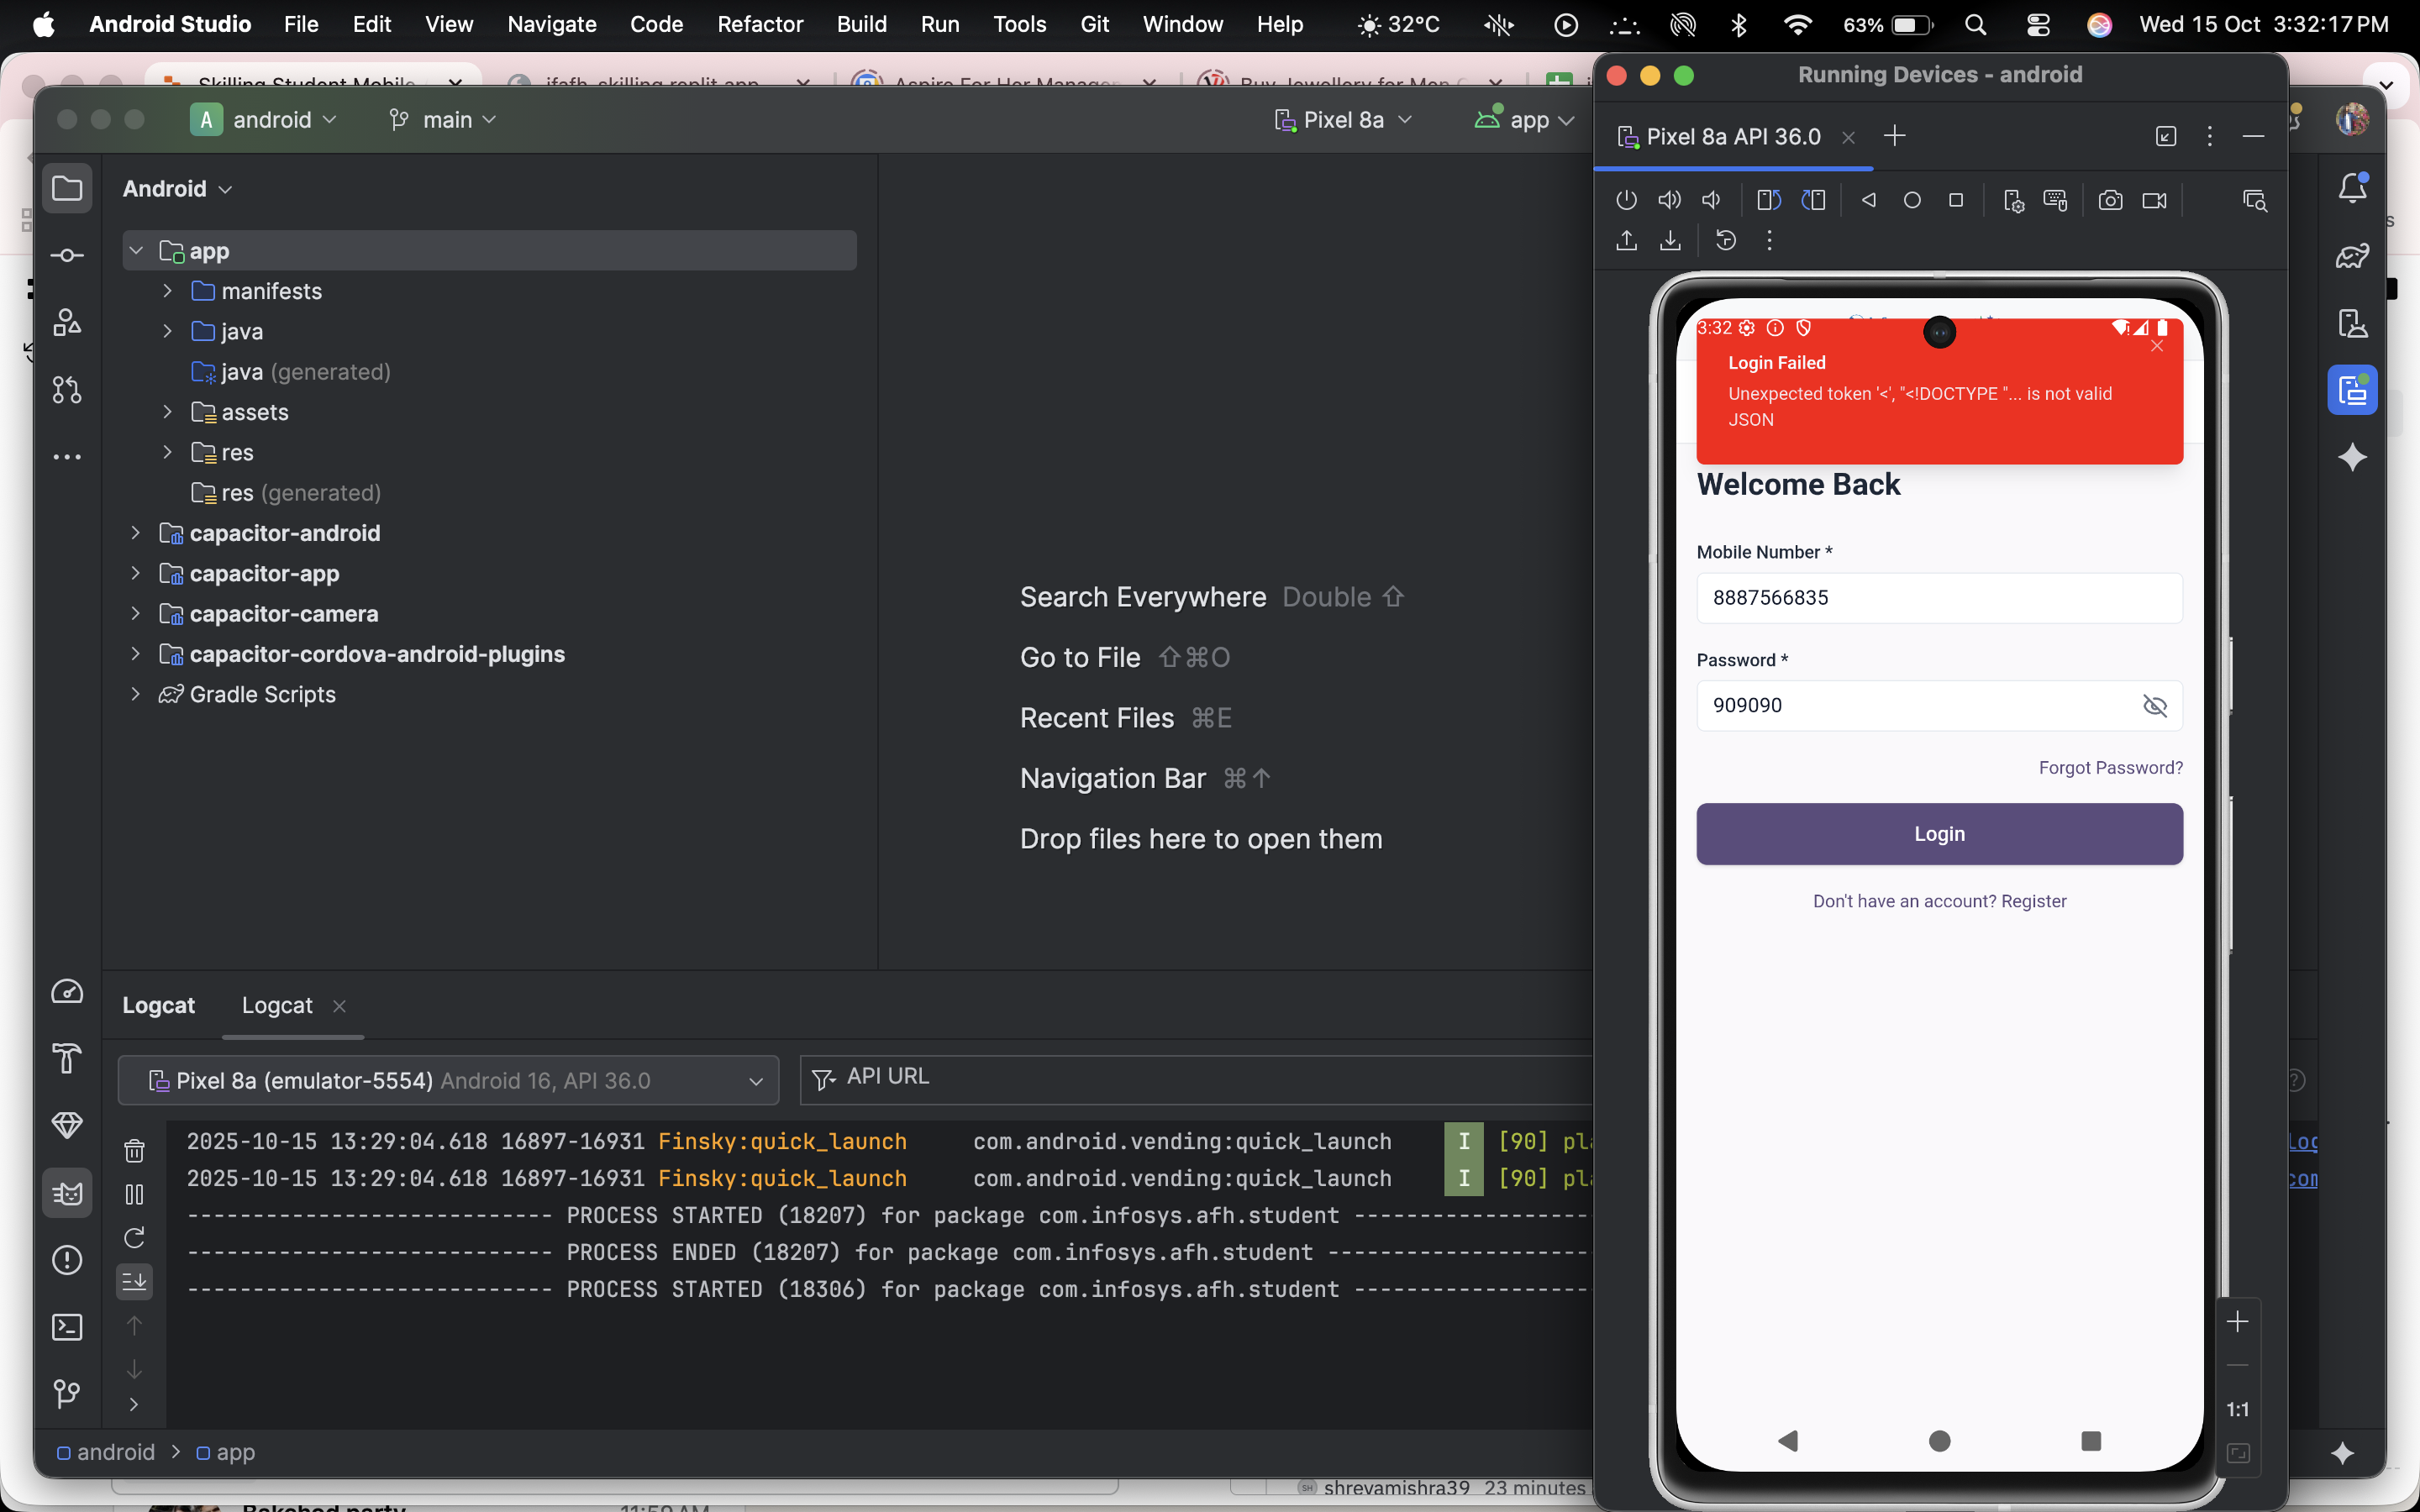 Android Studio File Edit View Navigate Code Refactor Build Run Tools Git Window Help 32°C 63% Wed 15 Oct 3:32:17 PM
Skilling Student Mobile
Running Devices - android
A android main Pixel 8a app
Pixel 8a API 36.0
Android
app
manifests
java
java (generated)
assets
res
res (generated)
capacitor-android
capacitor-app
capacitor-camera
capacitor-cordova-android-plugins
Gradle Scripts
Search Everywhere Double ⇧
Go to File ⇧⌘O
Recent Files ⌘E
Navigation Bar ⌘↑
Drop files here to open them
3:32
Login Failed
Unexpected token '<', "<!DOCTYPE "... is not valid
JSON
Welcome Back
Mobile Number *
8887566835
Password *
909090
Forgot Password?
Login
Don't have an account? Register
1:1
Logcat Logcat
Pixel 8a (emulator-5554) Android 16, API 36.0 API URL
2025-10-15 13:29:04.618 16897-16931 Finsky:quick_launch com.android.vending:quick_launch I [90]
2025-10-15 13:29:04.618 16897-16931 Finsky:quick_launch com.android.vending:quick_launch I [90]
---------------------------- PROCESS STARTED (18207) for package com.infosys.afh.student ------------------
---------------------------- PROCESS ENDED (18207) for package com.infosys.afh.student --------------------
---------------------------- PROCESS STARTED (18306) for package com.infosys.afh.student ------------------
android > app
shreyamishra39 23 minutes